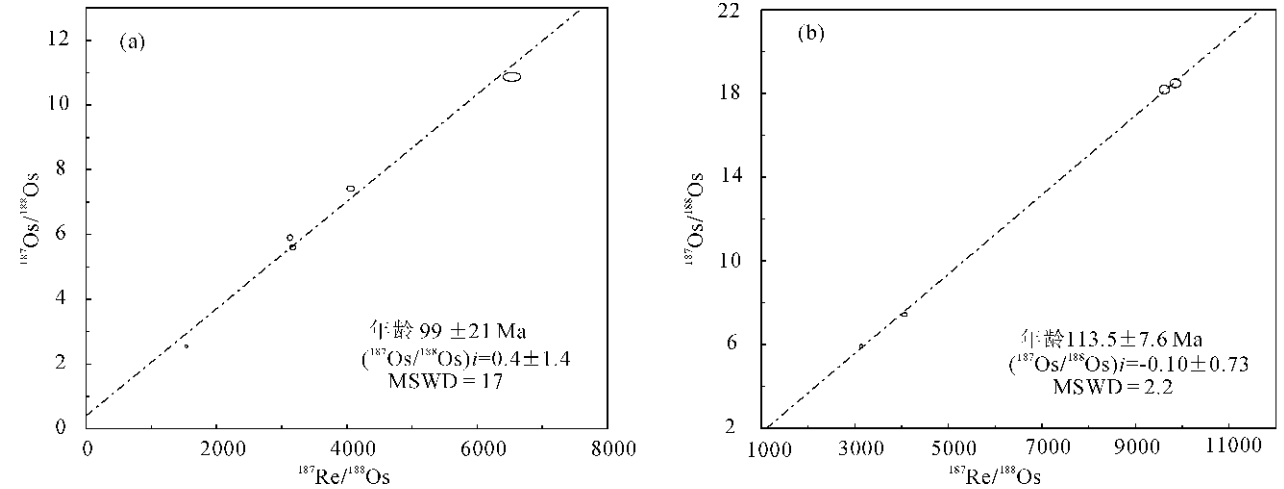 (a)
12
10
8
6
4
2
0
¹⁸⁷Os/¹⁸⁸Os
年龄 99 ±21 Ma
(¹⁸⁷Os/¹⁸⁸Os)i=0.4±1.4
MSWD = 17
0 2000 4000 6000 8000
¹⁸⁷Re/¹⁸⁸Os
(b)
22
18
14
10
6
2
¹⁸⁷Os/¹⁸⁸Os
年龄113.5±7.6 Ma
(¹⁸⁷Os/¹⁸⁸Os)i=-0.10±0.73
MSWD = 2.2
1000 3000 5000 7000 9000 11000
¹⁸⁷Re/¹⁸⁸Os